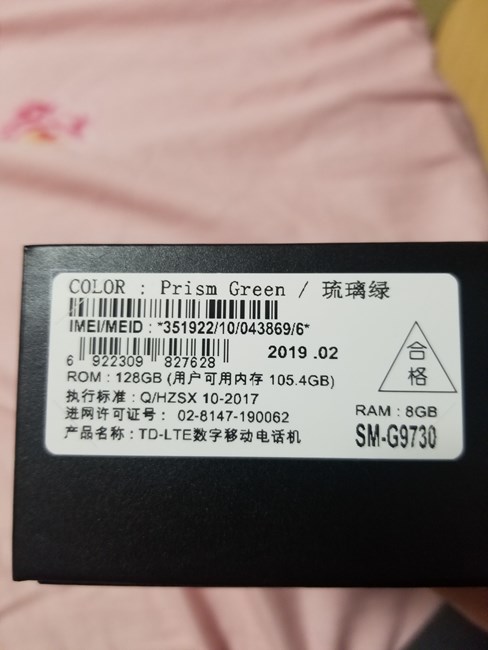 COLOR : Prism Green / 琉璃绿
IMEI/MEID : *351922/10/043869/6*
6 922309 827628
2019 .02
合
格
ROM : 128GB (用户可用内存 105.4GB)
执行标准 : Q/HZSX 10-2017
进网许可证号 : 02-8147-190062
RAM : 8GB
产品名称 : TD-LTE数字移动电话机
SM-G9730